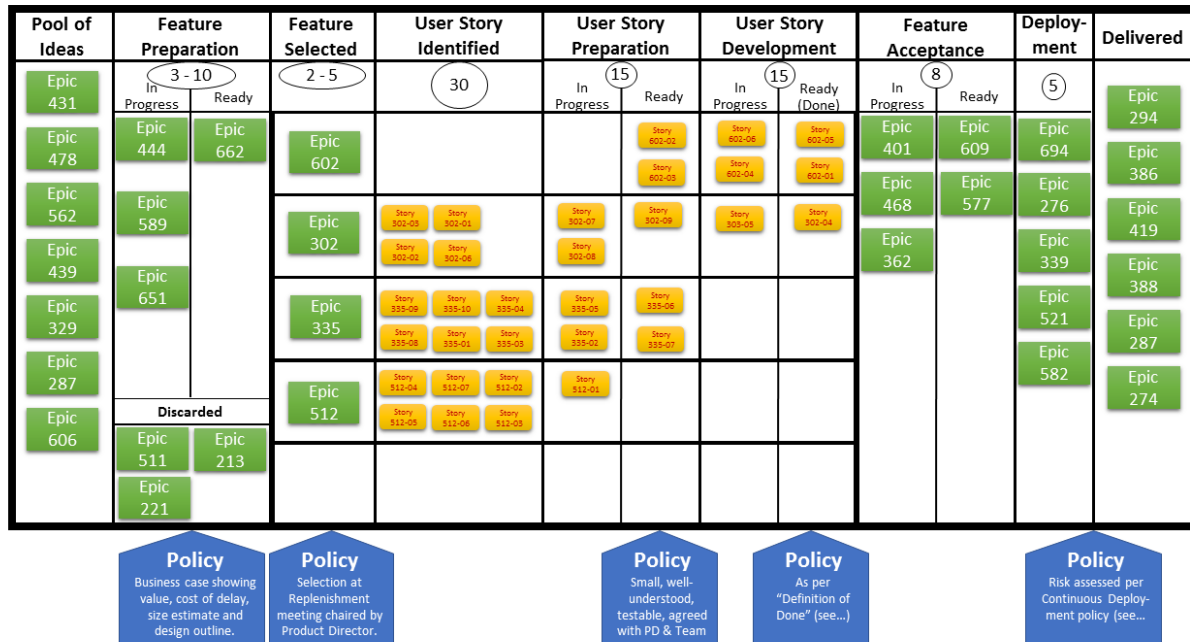 Pool of
Ideas
Feature
Preparation
Feature
Selected
User Story
Identified
User Story
Preparation
User Story
Development
Feature
Acceptance
Deploy-
ment
Delivered
3 - 10
2 - 5
30
15
15
8
5
In
Progress
Ready
In
Progress
Ready
In
Progress
Ready
(Done)
In
Progress
Ready
Epic
431
Epic
478
Epic
562
Epic
439
Epic
329
Epic
287
Epic
606
Epic
444
Epic
662
Epic
589
Epic
651
Discarded
Epic
511
Epic
213
Epic
221
Epic
602
Story
602-02
Story
602-03
Story
602-06
Story
602-04
Story
602-05
Story
602-01
Epic
302
Story
302-03
Story
302-01
Story
302-02
Story
302-06
Story
302-07
Story
302-08
Story
302-09
Story
303-05
Story
302-04
Epic
335
Story
335-09
Story
335-10
Story
335-04
Story
335-08
Story
335-01
Story
335-03
Story
335-05
Story
335-02
Story
335-06
Story
335-07
Epic
512
Story
512-04
Story
512-07
Story
512-02
Story
512-05
Story
512-06
Story
512-03
Story
512-01
Epic
401
Epic
609
Epic
468
Epic
577
Epic
362
Epic
694
Epic
276
Epic
339
Epic
521
Epic
582
Epic
294
Epic
386
Epic
419
Epic
388
Epic
287
Epic
274
Policy
Business case showing
value, cost of delay,
size estimate and
design outline.
Policy
Selection at
Replenishment
meeting chaired by
Product Director.
Policy
Small, well-
understood,
testable, agreed
with PD & Team
Policy
As per
“Definition of
Done” (see…)
Policy
Risk assessed per
Continuous Deploy-
ment policy (see…